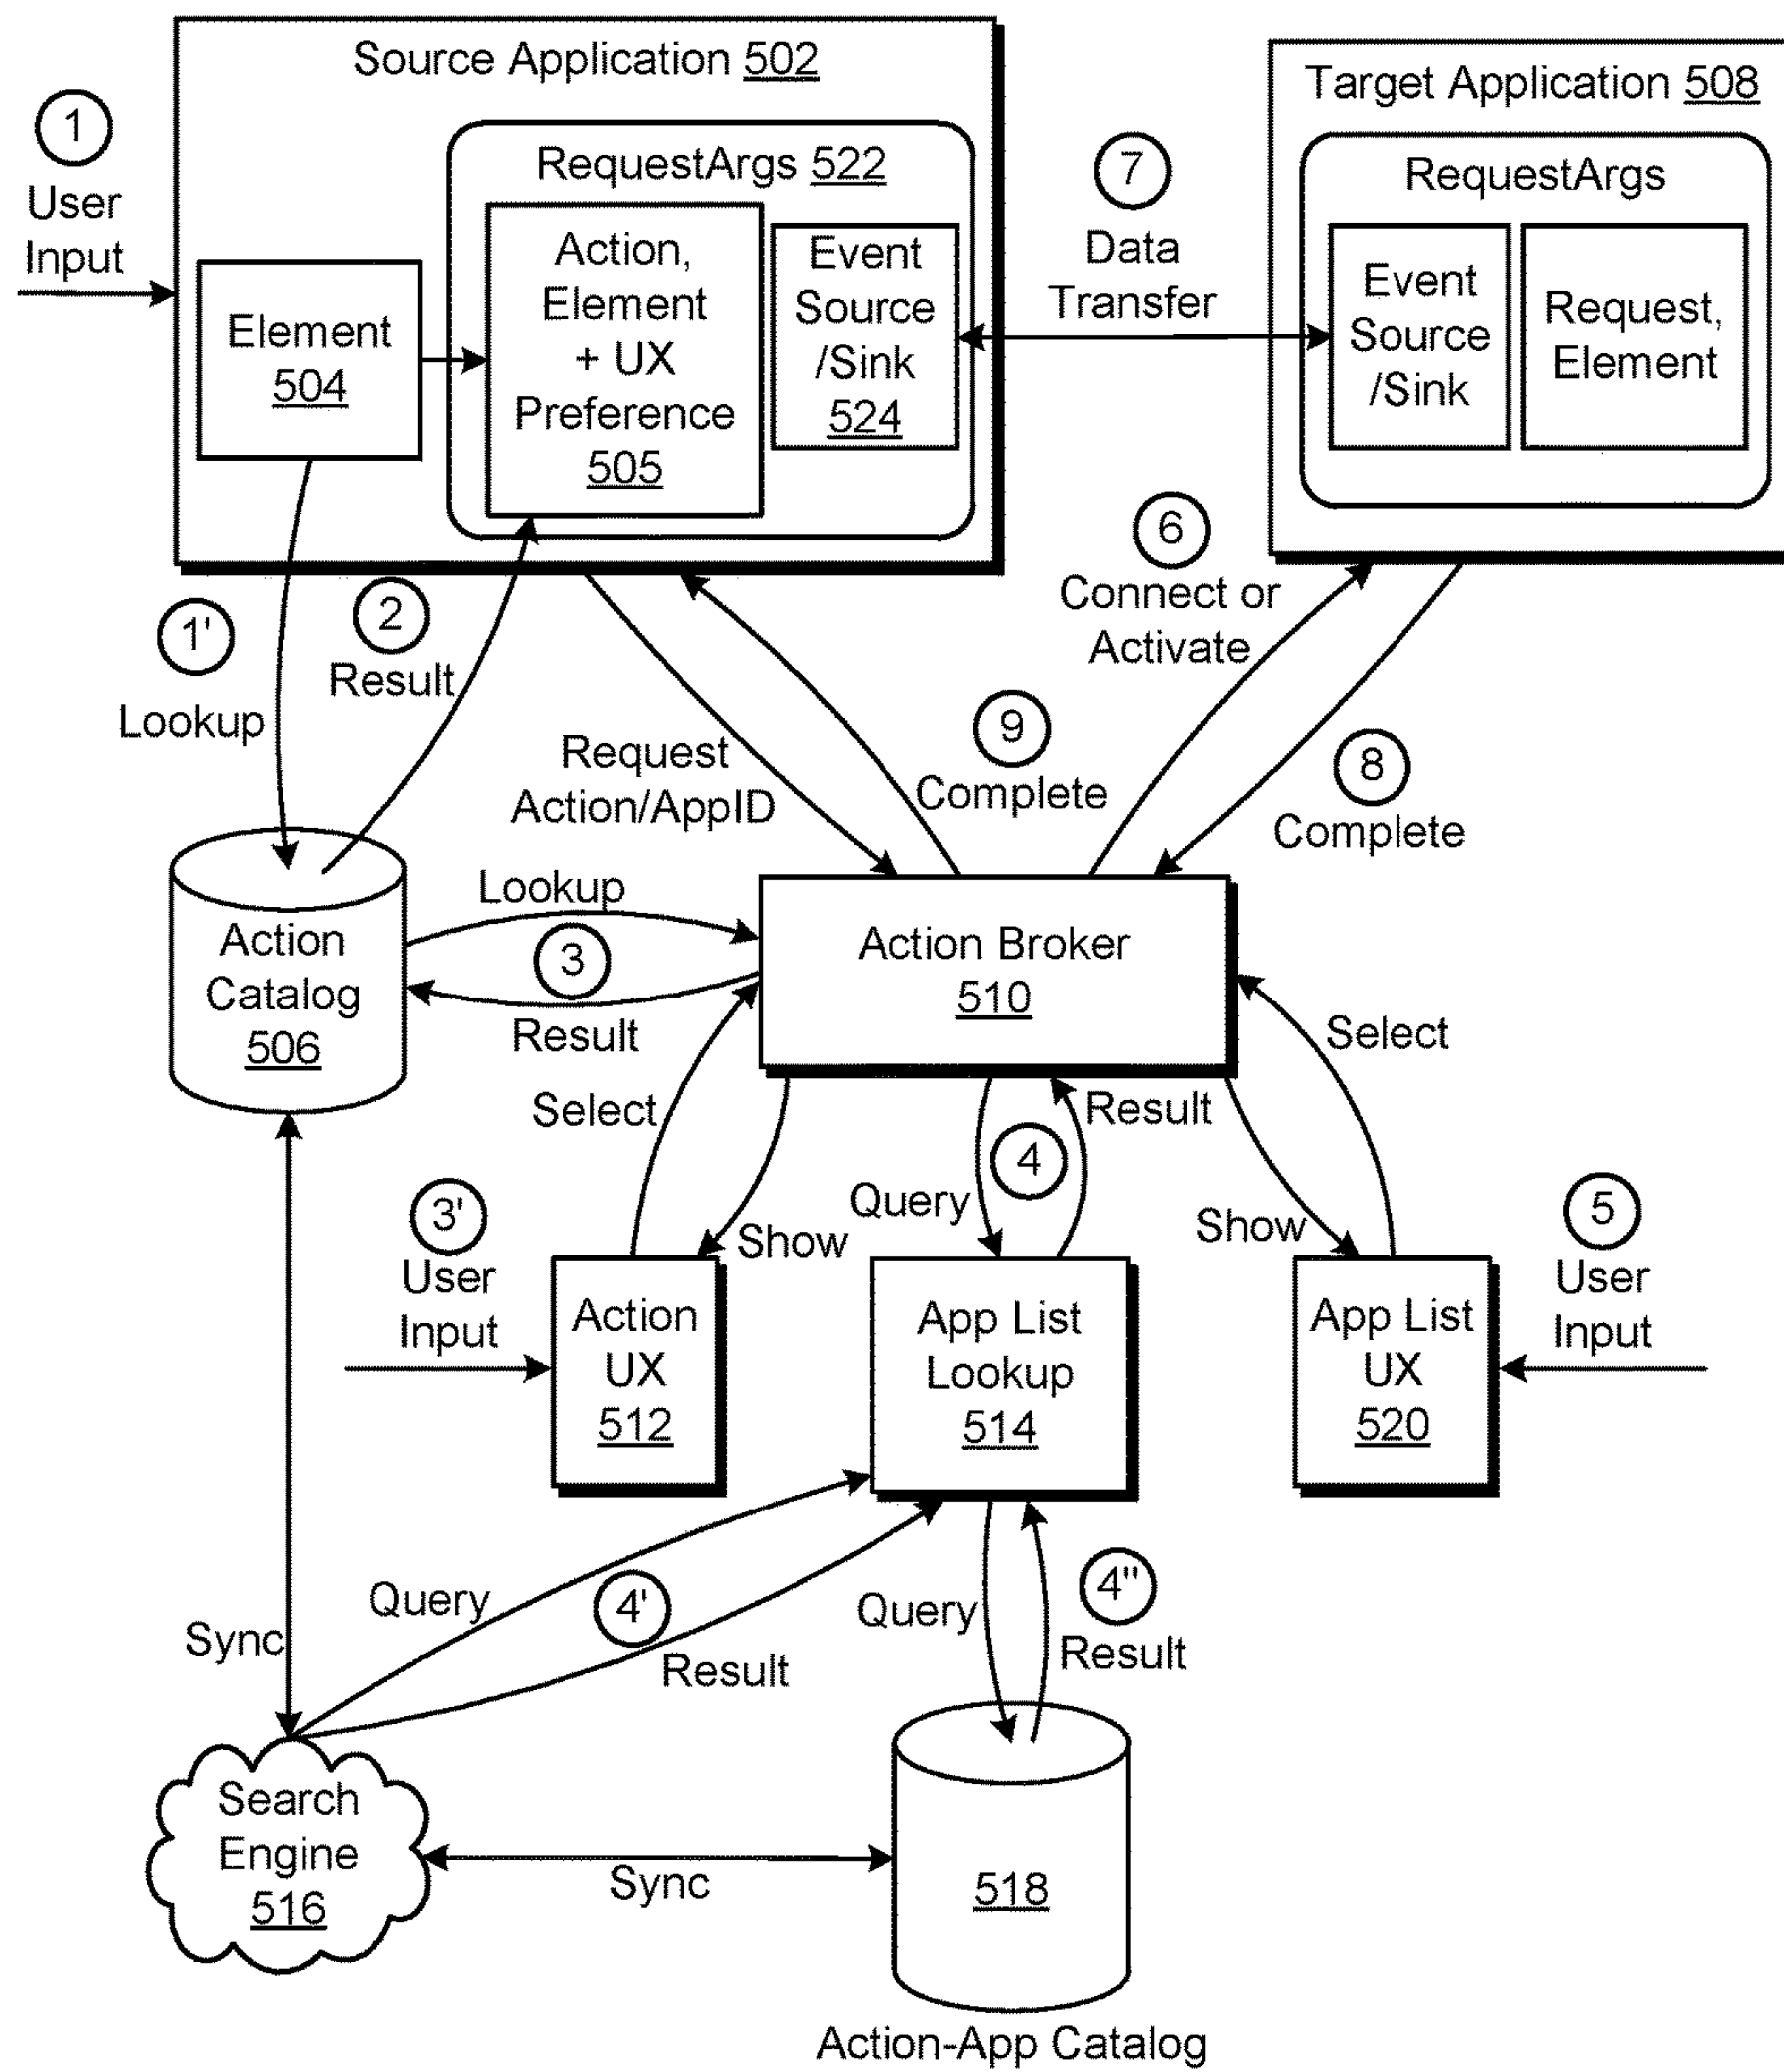 Source Application 502
Target Application 508
1
User
Input
RequestArgs 522
Element
504
Action,
Element
+ UX
Preference
505
Event
Source
/Sink
524
7
Data
Transfer
RequestArgs
Event
Source
/Sink
Request,
Element
1'
Lookup
2
Result
Request
Action/AppID
9
Complete
6
Connect or
Activate
8
Complete
Action
Catalog
506
Lookup
3
Result
Action Broker
510
Select
Show
Query
4
Result
Show
Select
3'
User
Input
Action
UX
512
App List
Lookup
514
App List
UX
520
5
User
Input
Sync
Query
4'
Result
Query
4"
Result
Search
Engine
516
Sync
518
Action-App Catalog